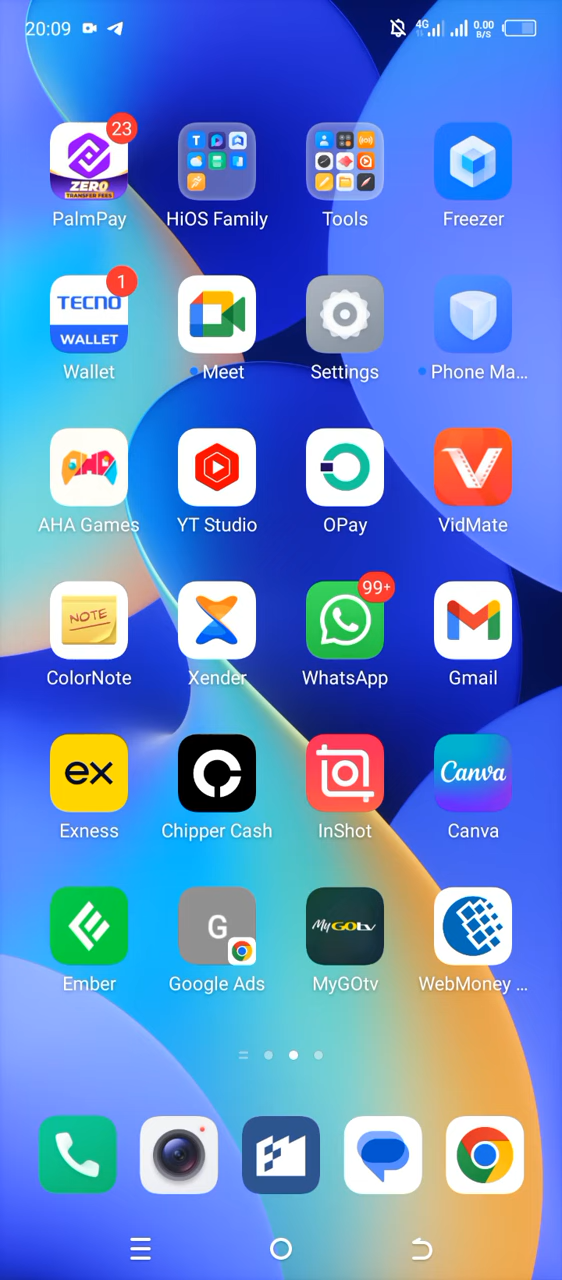 20:09
4G
0.00
B/S
23
ZERO
TRANSFER FEES
PalmPay
T
HiOS Family
Tools
Freezer
1
TECNO
WALLET
Wallet
Meet
Settings
Phone Ma...
AHA
AHA Games
YT Studio
OPay
VidMate
NOTE
ColorNote
Xender
99+
WhatsApp
Gmail
ex
Exness
Chipper Cash
InShot
Canva
Canva
Ember
G
Google Ads
MyGOtv
MyGOtv
WebMoney ...